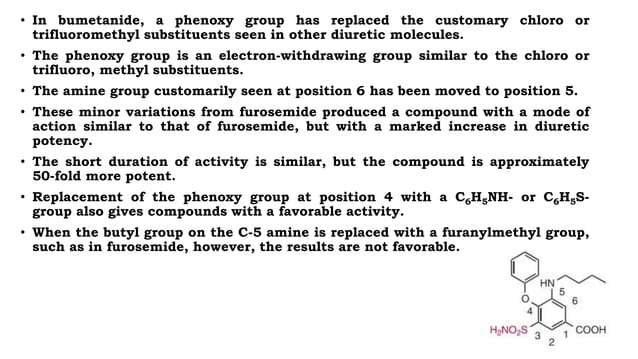 • In bumetanide, a phenoxy group has replaced the customary chloro or
trifluoromethyl substituents seen in other diuretic molecules.
• The phenoxy group is an electron-withdrawing group similar to the chloro or
trifluoro, methyl substituents.
• The amine group customarily seen at position 6 has been moved to position 5.
• These minor variations from furosemide produced a compound with a mode of
action similar to that of furosemide, but with a marked increase in diuretic
potency.
• The short duration of activity is similar, but the compound is approximately
50-fold more potent.
• Replacement of the phenoxy group at position 4 with a C₆H₅NH- or C₆H₅S-
group also gives compounds with a favorable activity.
• When the butyl group on the C-5 amine is replaced with a furanylmethyl group,
such as in furosemide, however, the results are not favorable.
HN
5
O
6
4
H₂NO₂S
3
2
1
COOH